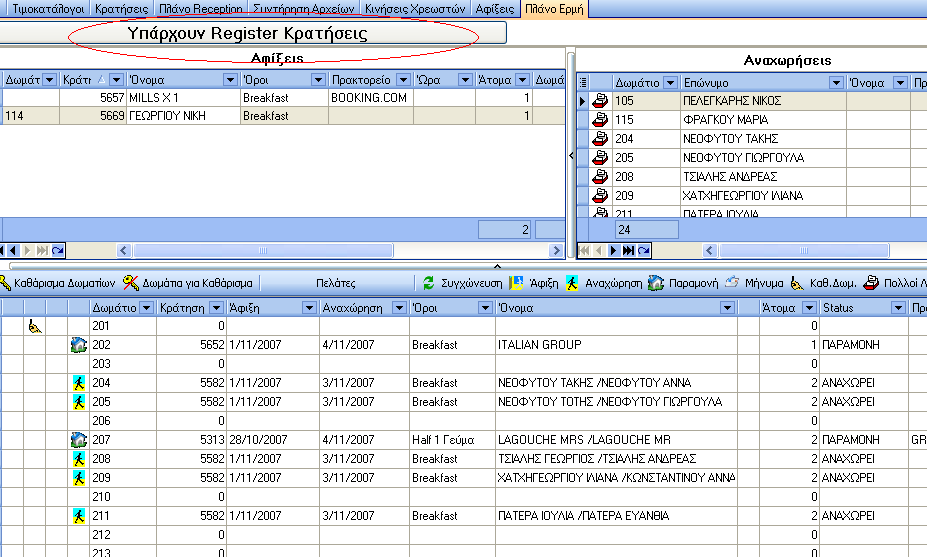 Τιμοκατάλογοι Κρατήσεις Πλάνο Reception Συντήρηση Αρχείων Κινήσεις Χρεωστών Αφίξεις Πλάνο Ερμή
Υπάρχουν Register Κρατήσεις
Αφίξεις
Δωμάτ Κράτη Όνομα Όροι Πρακτορείο Ώρα Άτομα Δωμά
5657 MILLS X 1 Breakfast BOOKING.COM 1
114 5669 ΓΕΩΡΓΙΟΥ ΝΙΚΗ Breakfast 1
2
Αναχωρήσεις
Δωμάτιο Επώνυμο Όνομα Πρ
105 ΠΕΛΕΓΚΑΡΗΣ ΝΙΚΟΣ
115 ΦΡΑΓΚΟΥ ΜΑΡΙΑ
204 ΝΕΟΦΥΤΟΥ ΤΑΚΗΣ
205 ΝΕΟΦΥΤΟΥ ΓΙΩΡΓΟΥΛΑ
208 ΤΣΙΑΛΗΣ ΑΝΔΡΕΑΣ
209 ΧΑΤΧΗΓΕΩΡΓΙΟΥ ΙΛΙΑΝΑ
211 ΠΑΤΕΡΑ ΙΟΥΛΙΑ
24
Καθάρισμα Δωματίων Δωμάτια για Καθάρισμα Πελάτες Συγχώνευση Άφιξη Αναχώρηση Παραμονή Μήνυμα Καθ.Δωμ. Πολλοί Λ
Δωμάτιο Κράτηση Άφιξη Αναχώρηση Όροι Όνομα Άτομα Status Πρ
201 0 0
202 5652 1/11/2007 4/11/2007 Breakfast ITALIAN GROUP 1 ΠΑΡΑΜΟΝΗ
203 0 0
204 5582 1/11/2007 3/11/2007 Breakfast ΝΕΟΦΥΤΟΥ ΤΑΚΗΣ /ΝΕΟΦΥΤΟΥ ΑΝΝΑ 2 ΑΝΑΧΩΡΕΙ
205 5582 1/11/2007 3/11/2007 Breakfast ΝΕΟΦΥΤΟΥ ΤΟΤΗΣ /ΝΕΟΦΥΤΟΥ ΓΙΩΡΓΟΥΛΑ 2 ΑΝΑΧΩΡΕΙ
206 0 0
207 5313 28/10/2007 4/11/2007 Half 1 Γεύμα LAGOUCHE MRS /LAGOUCHE MR 2 ΠΑΡΑΜΟΝΗ GR
208 5582 1/11/2007 3/11/2007 Breakfast ΤΣΙΑΛΗΣ ΓΕΩΡΓΙΟΣ /ΤΣΙΑΛΗΣ ΑΝΔΡΕΑΣ 2 ΑΝΑΧΩΡΕΙ
209 5582 1/11/2007 3/11/2007 Breakfast ΧΑΤΧΗΓΕΩΡΓΙΟΥ ΙΛΙΑΝΑ /ΚΩΝΣΤΑΝΤΙΝΟΥ ΑΝΝΑ 2 ΑΝΑΧΩΡΕΙ
210 0 0
211 5582 1/11/2007 3/11/2007 Breakfast ΠΑΤΕΡΑ ΙΟΥΛΙΑ /ΠΑΤΕΡΑ ΕΥΑΝΘΙΑ 2 ΑΝΑΧΩΡΕΙ
212 0 0
213 0 0